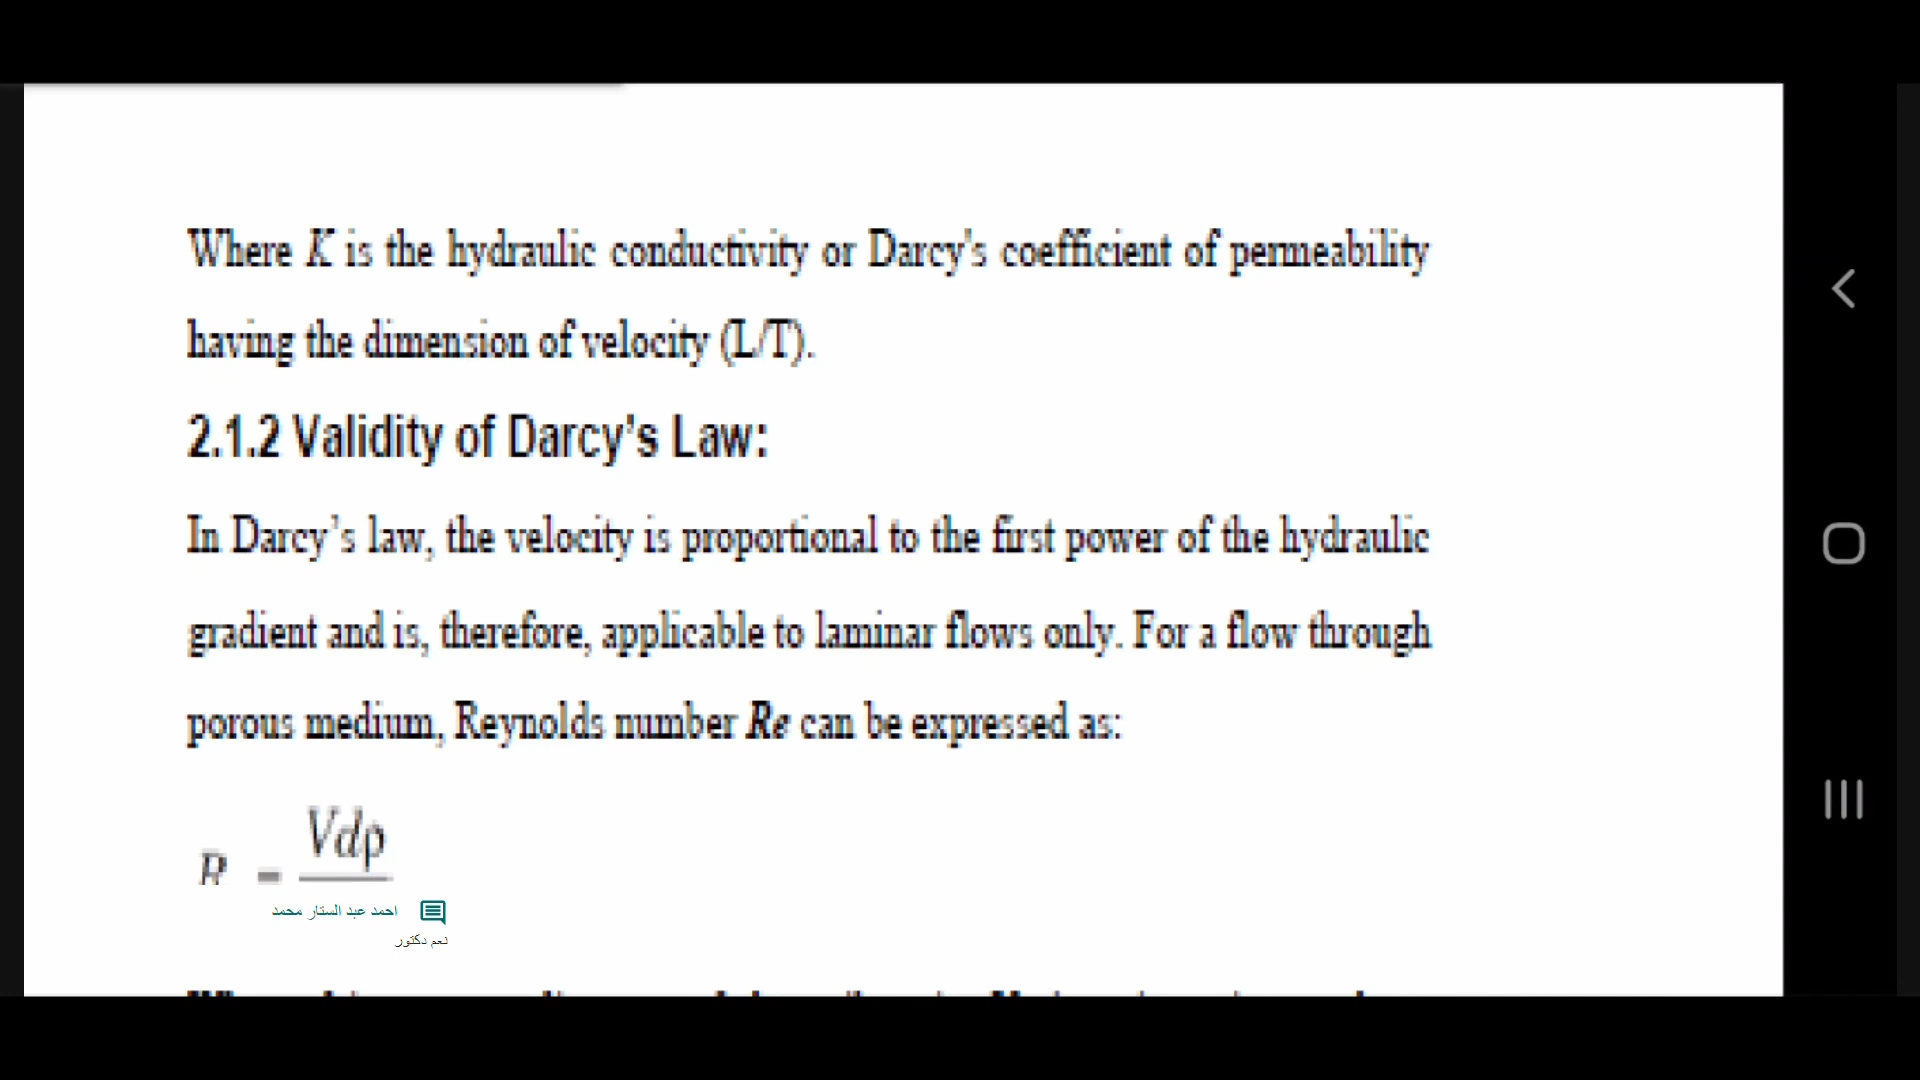 Where K is the hydraulic conductivity or Darcy's coefficient of permeability
having the dimension of velocity (L/T).
2.1.2 Validity of Darcy’s Law:
In Darcy’s law, the velocity is proportional to the first power of the hydraulic
gradient and is, therefore, applicable to laminar flows only. For a flow through
porous medium, Reynolds number Re can be expressed as:
Vdρ
R =
احمد عبد الستار محمد
نعم دكتور